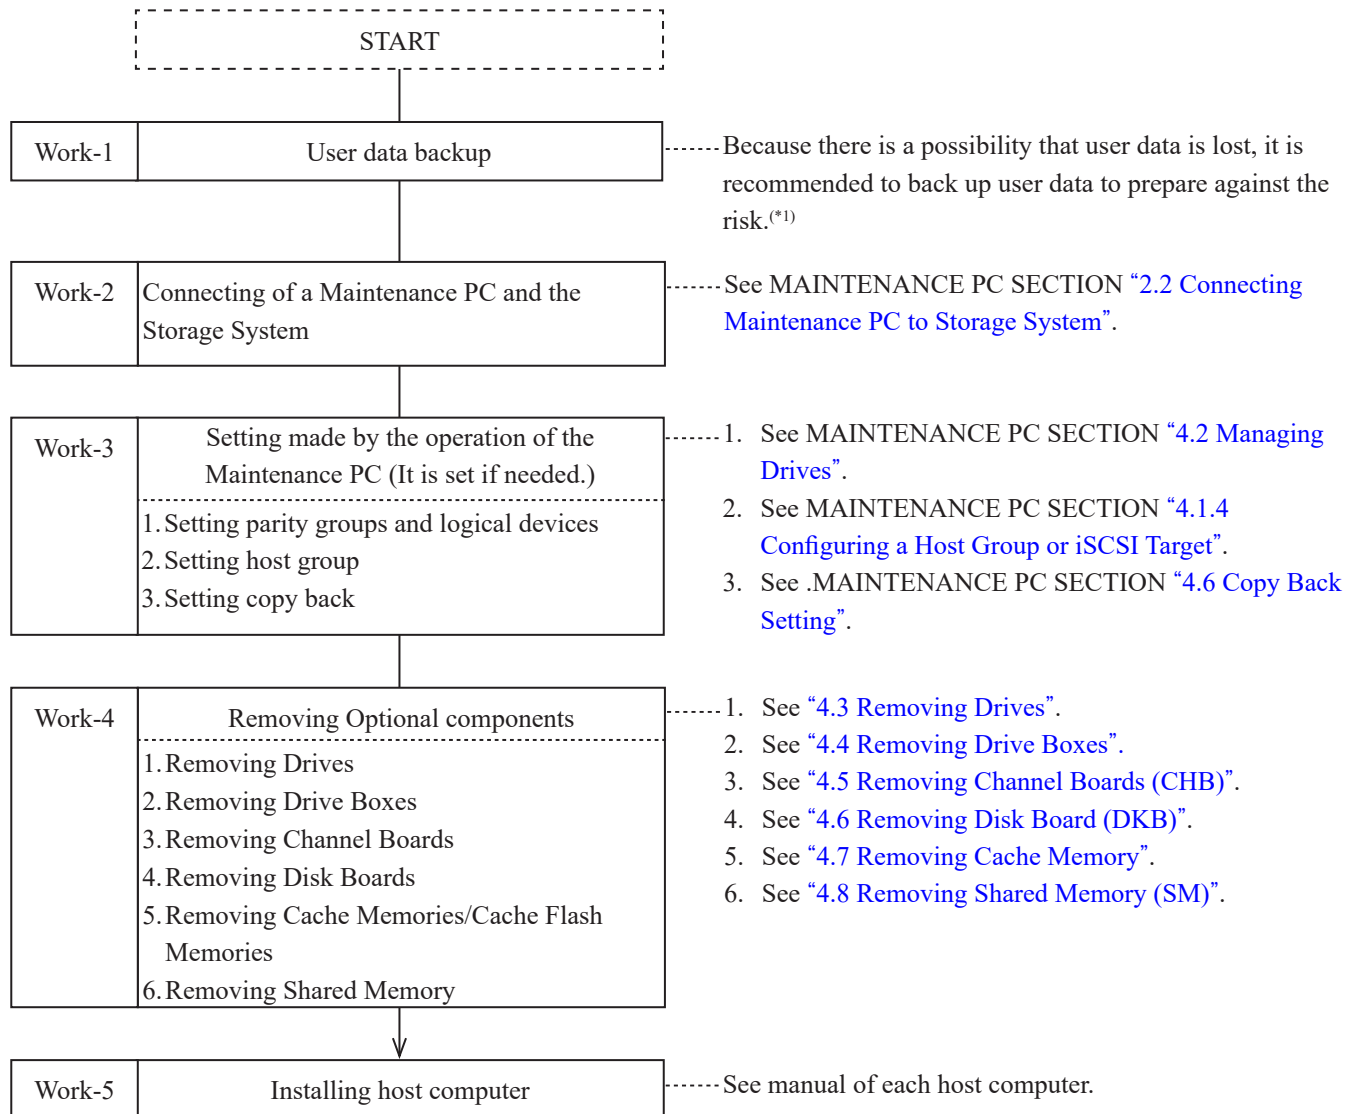 START
Work-1
User data backup
Because there is a possibility that user data is lost, it is
recommended to back up user data to prepare against the
risk.(*1)
Work-2
Connecting of a Maintenance PC and the
Storage System
See MAINTENANCE PC SECTION “2.2 Connecting
Maintenance PC to Storage System”.
Work-3
Setting made by the operation of the
Maintenance PC (It is set if needed.)
1. Setting parity groups and logical devices
2. Setting host group
3. Setting copy back
1. See MAINTENANCE PC SECTION “4.2 Managing
Drives”.
2. See MAINTENANCE PC SECTION “4.1.4
Configuring a Host Group or iSCSI Target”.
3. See .MAINTENANCE PC SECTION “4.6 Copy Back
Setting”.
Work-4
Removing Optional components
1. Removing Drives
2. Removing Drive Boxes
3. Removing Channel Boards
4. Removing Disk Boards
5. Removing Cache Memories/Cache Flash
Memories
6. Removing Shared Memory
1. See “4.3 Removing Drives”.
2. See “4.4 Removing Drive Boxes”.
3. See “4.5 Removing Channel Boards (CHB)”.
4. See “4.6 Removing Disk Board (DKB)”.
5. See “4.7 Removing Cache Memory”.
6. See “4.8 Removing Shared Memory (SM)”.
Work-5
Installing host computer
See manual of each host computer.